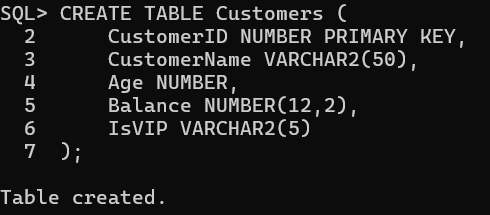 SQL> CREATE TABLE Customers (
  2      CustomerID NUMBER PRIMARY KEY,
  3      CustomerName VARCHAR2(50),
  4      Age NUMBER,
  5      Balance NUMBER(12,2),
  6      IsVIP VARCHAR2(5)
  7  );
Table created.